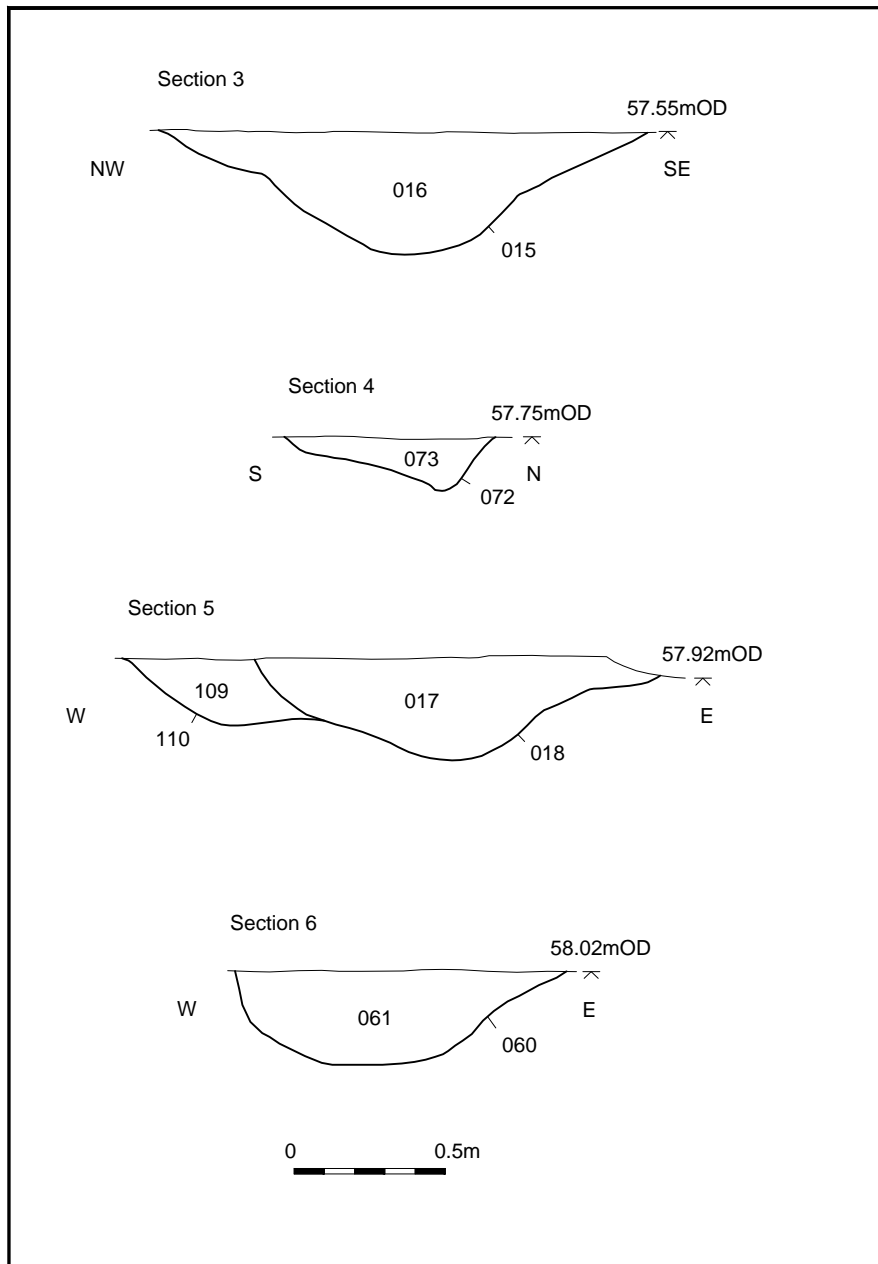 Section 3
57.55mOD
NW
SE
016
015
Section 4
57.75mOD
S
073
N
072
Section 5
57.92mOD
109
017
W
E
110
018
Section 6
58.02mOD
W
061
E
060
0 0.5m